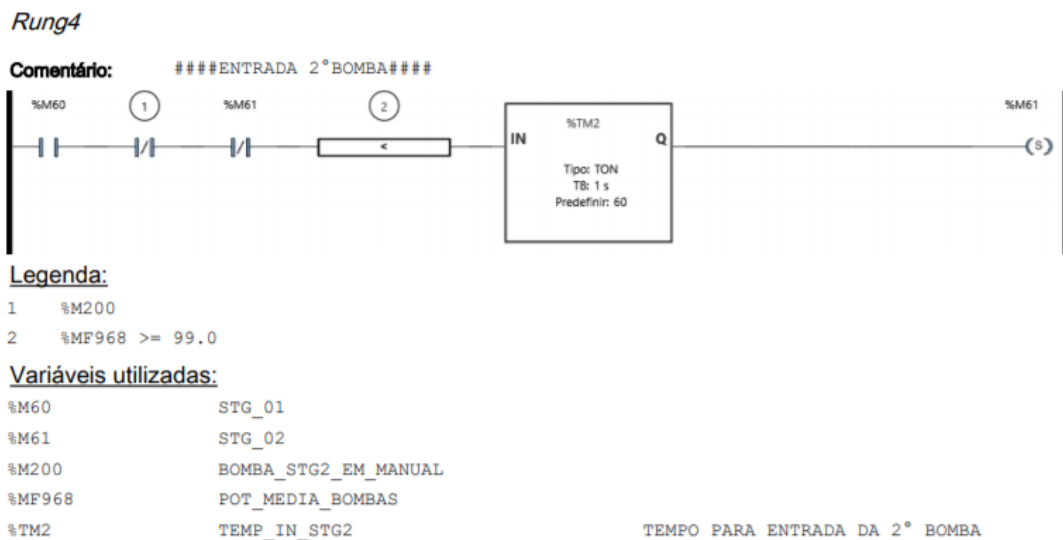 Rung4
Comentário: ####ENTRADA 2°BOMBA####
%M60 1 %M61 2 %M61
< S
%TM2
IN Q
Tipo: TON
TB: 1 s
Predefinir: 60
Legenda:
1 %M200
2 %MF968 >= 99.0
Variáveis utilizadas:
%M60 STG_01
%M61 STG_02
%M200 BOMBA_STG2_EM_MANUAL
%MF968 POT_MEDIA_BOMBAS
%TM2 TEMP_IN_STG2 TEMPO PARA ENTRADA DA 2° BOMBA